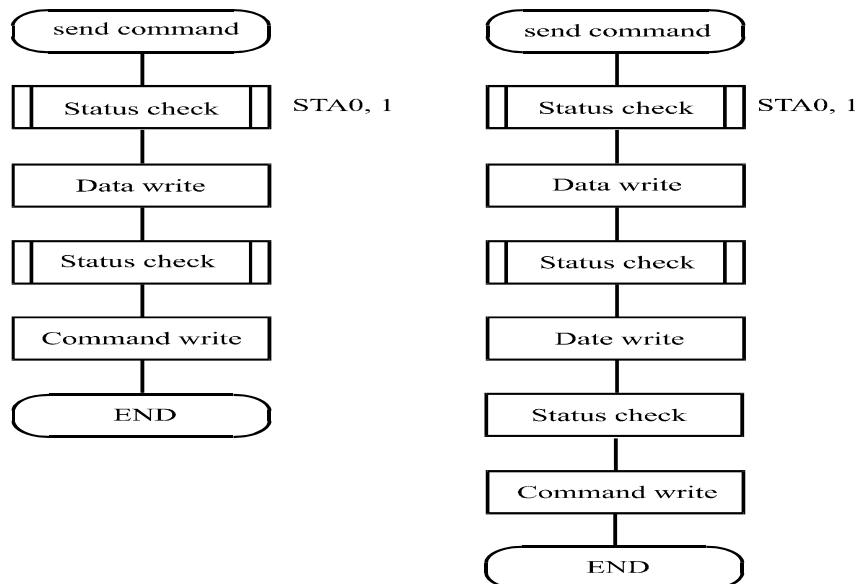 send command
Status check
STA0, 1
Data write
Status check
Command write
END
send command
Status check
STA0, 1
Data write
Status check
Date write
Status check
Command write
END